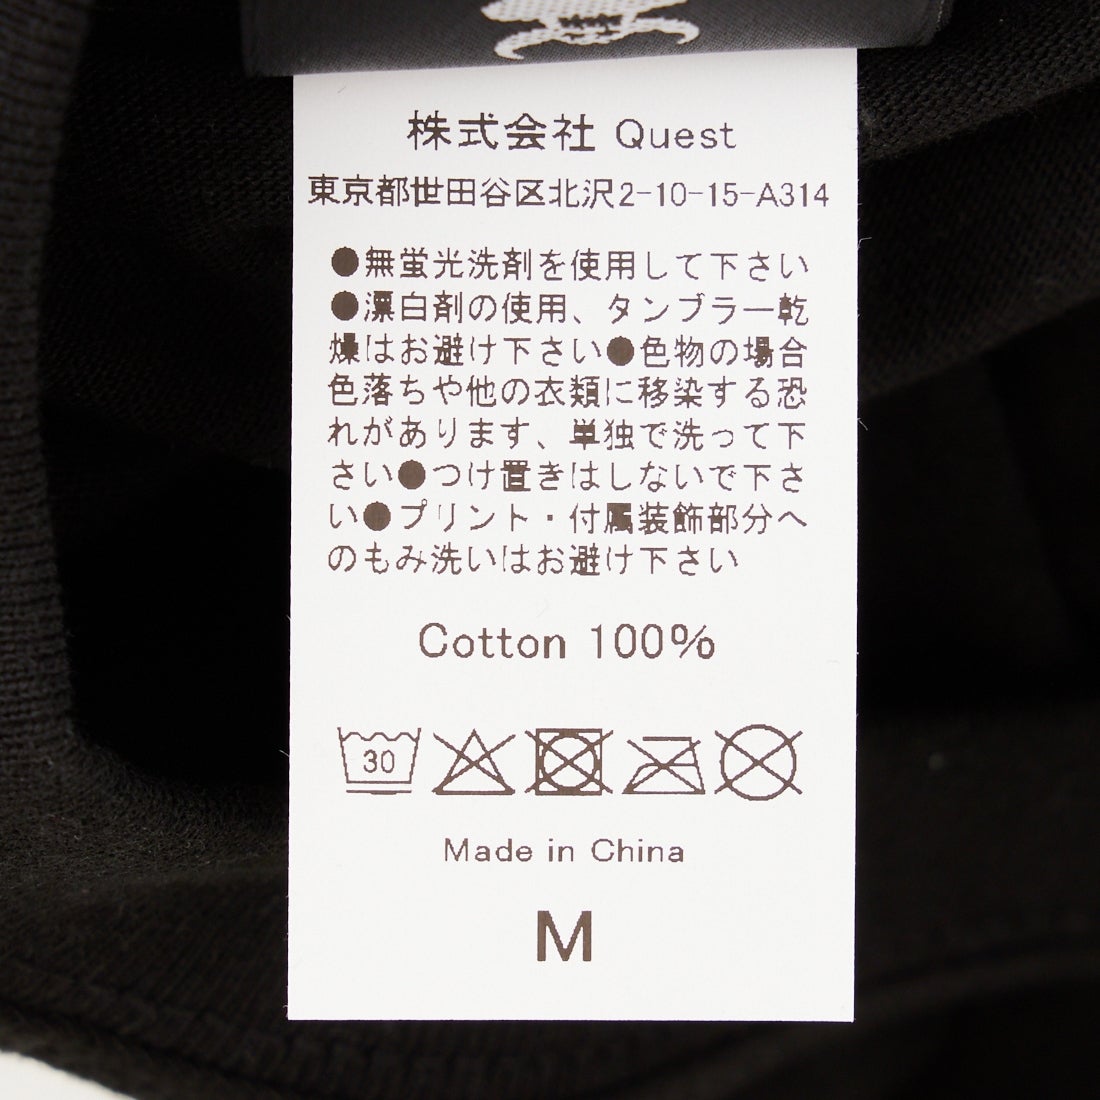 株式会社 Quest
東京都世田谷区北沢2-10-15-A314
●無蛍光洗剤を使用して下さい
●漂白剤の使用、タンブラー乾
燥はお避け下さい●色物の場合
色落ちや他の衣類に移染する恐
れがあります、単独で洗って下
さい●つけ置きはしないで下さ
い●プリント・付属装飾部分へ
のもみ洗いはお避け下さい
Cotton 100%
30
Made in China
M